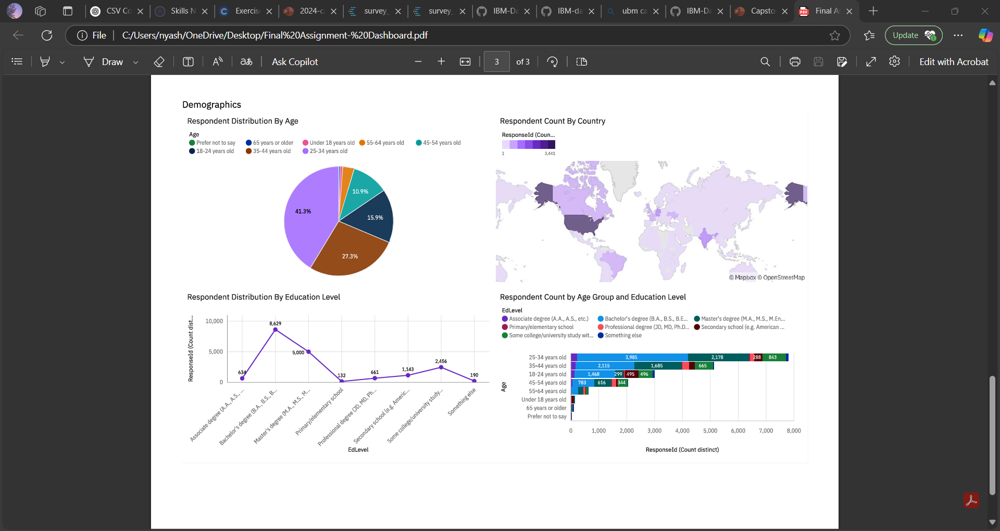 CSV Co
Skills N
Exercise
2024-ca
survey_
survey_
IBM-Da
IBM-da
ubm ca
IBM-Da
Capsto
Final A
File
C:/Users/nyash/OneDrive/Desktop/Final%20Assignment-%20Dashboard.pdf
Update
Draw
Ask Copilot
3
of 3
Edit with Acrobat
Demographics
Respondent Distribution By Age
Age
Prefer not to say
65 years or older
Under 18 years old
55-64 years old
45-54 years old
18-24 years old
35-44 years old
25-34 years old
10.9%
41.3%
15.9%
27.3%
Respondent Count By Country
ResponseId (Coun...
1
3,441
© Mapbox © OpenStreetMap
Respondent Distribution By Education Level
ResponseId (Count dist...
10,000
5,000
0
634
8,629
5,000
132
661
1,143
2,456
190
Associate degree (A.A., A.S., ...
Bachelor's degree (B.A., B.S., B...
Master's degree (M.A., M.S., M...
Primary/elementary school
Professional degree (JD, MD, Ph...
Secondary school (e.g. Americ...
Some college/university study...
Something else
EdLevel
Respondent Count by Age Group and Education Level
EdLevel
Associate degree (A.A., A.S., etc.)
Bachelor's degree (B.A., B.S., B.E...
Master's degree (M.A., M.S., M.En...
Primary/elementary school
Professional degree (JD, MD, Ph.D...
Secondary school (e.g. American ...
Some college/university study wit...
Something else
Age
25-34 years old
3,985
2,178
288
843
35-44 years old
2,115
1,685
665
18-24 years old
1,468
299
495
496
45-54 years old
783
616
344
55-64 years old
Under 18 years old
65 years or older
Prefer not to say
0
1,000
2,000
3,000
4,000
5,000
6,000
7,000
8,000
ResponseId (Count distinct)